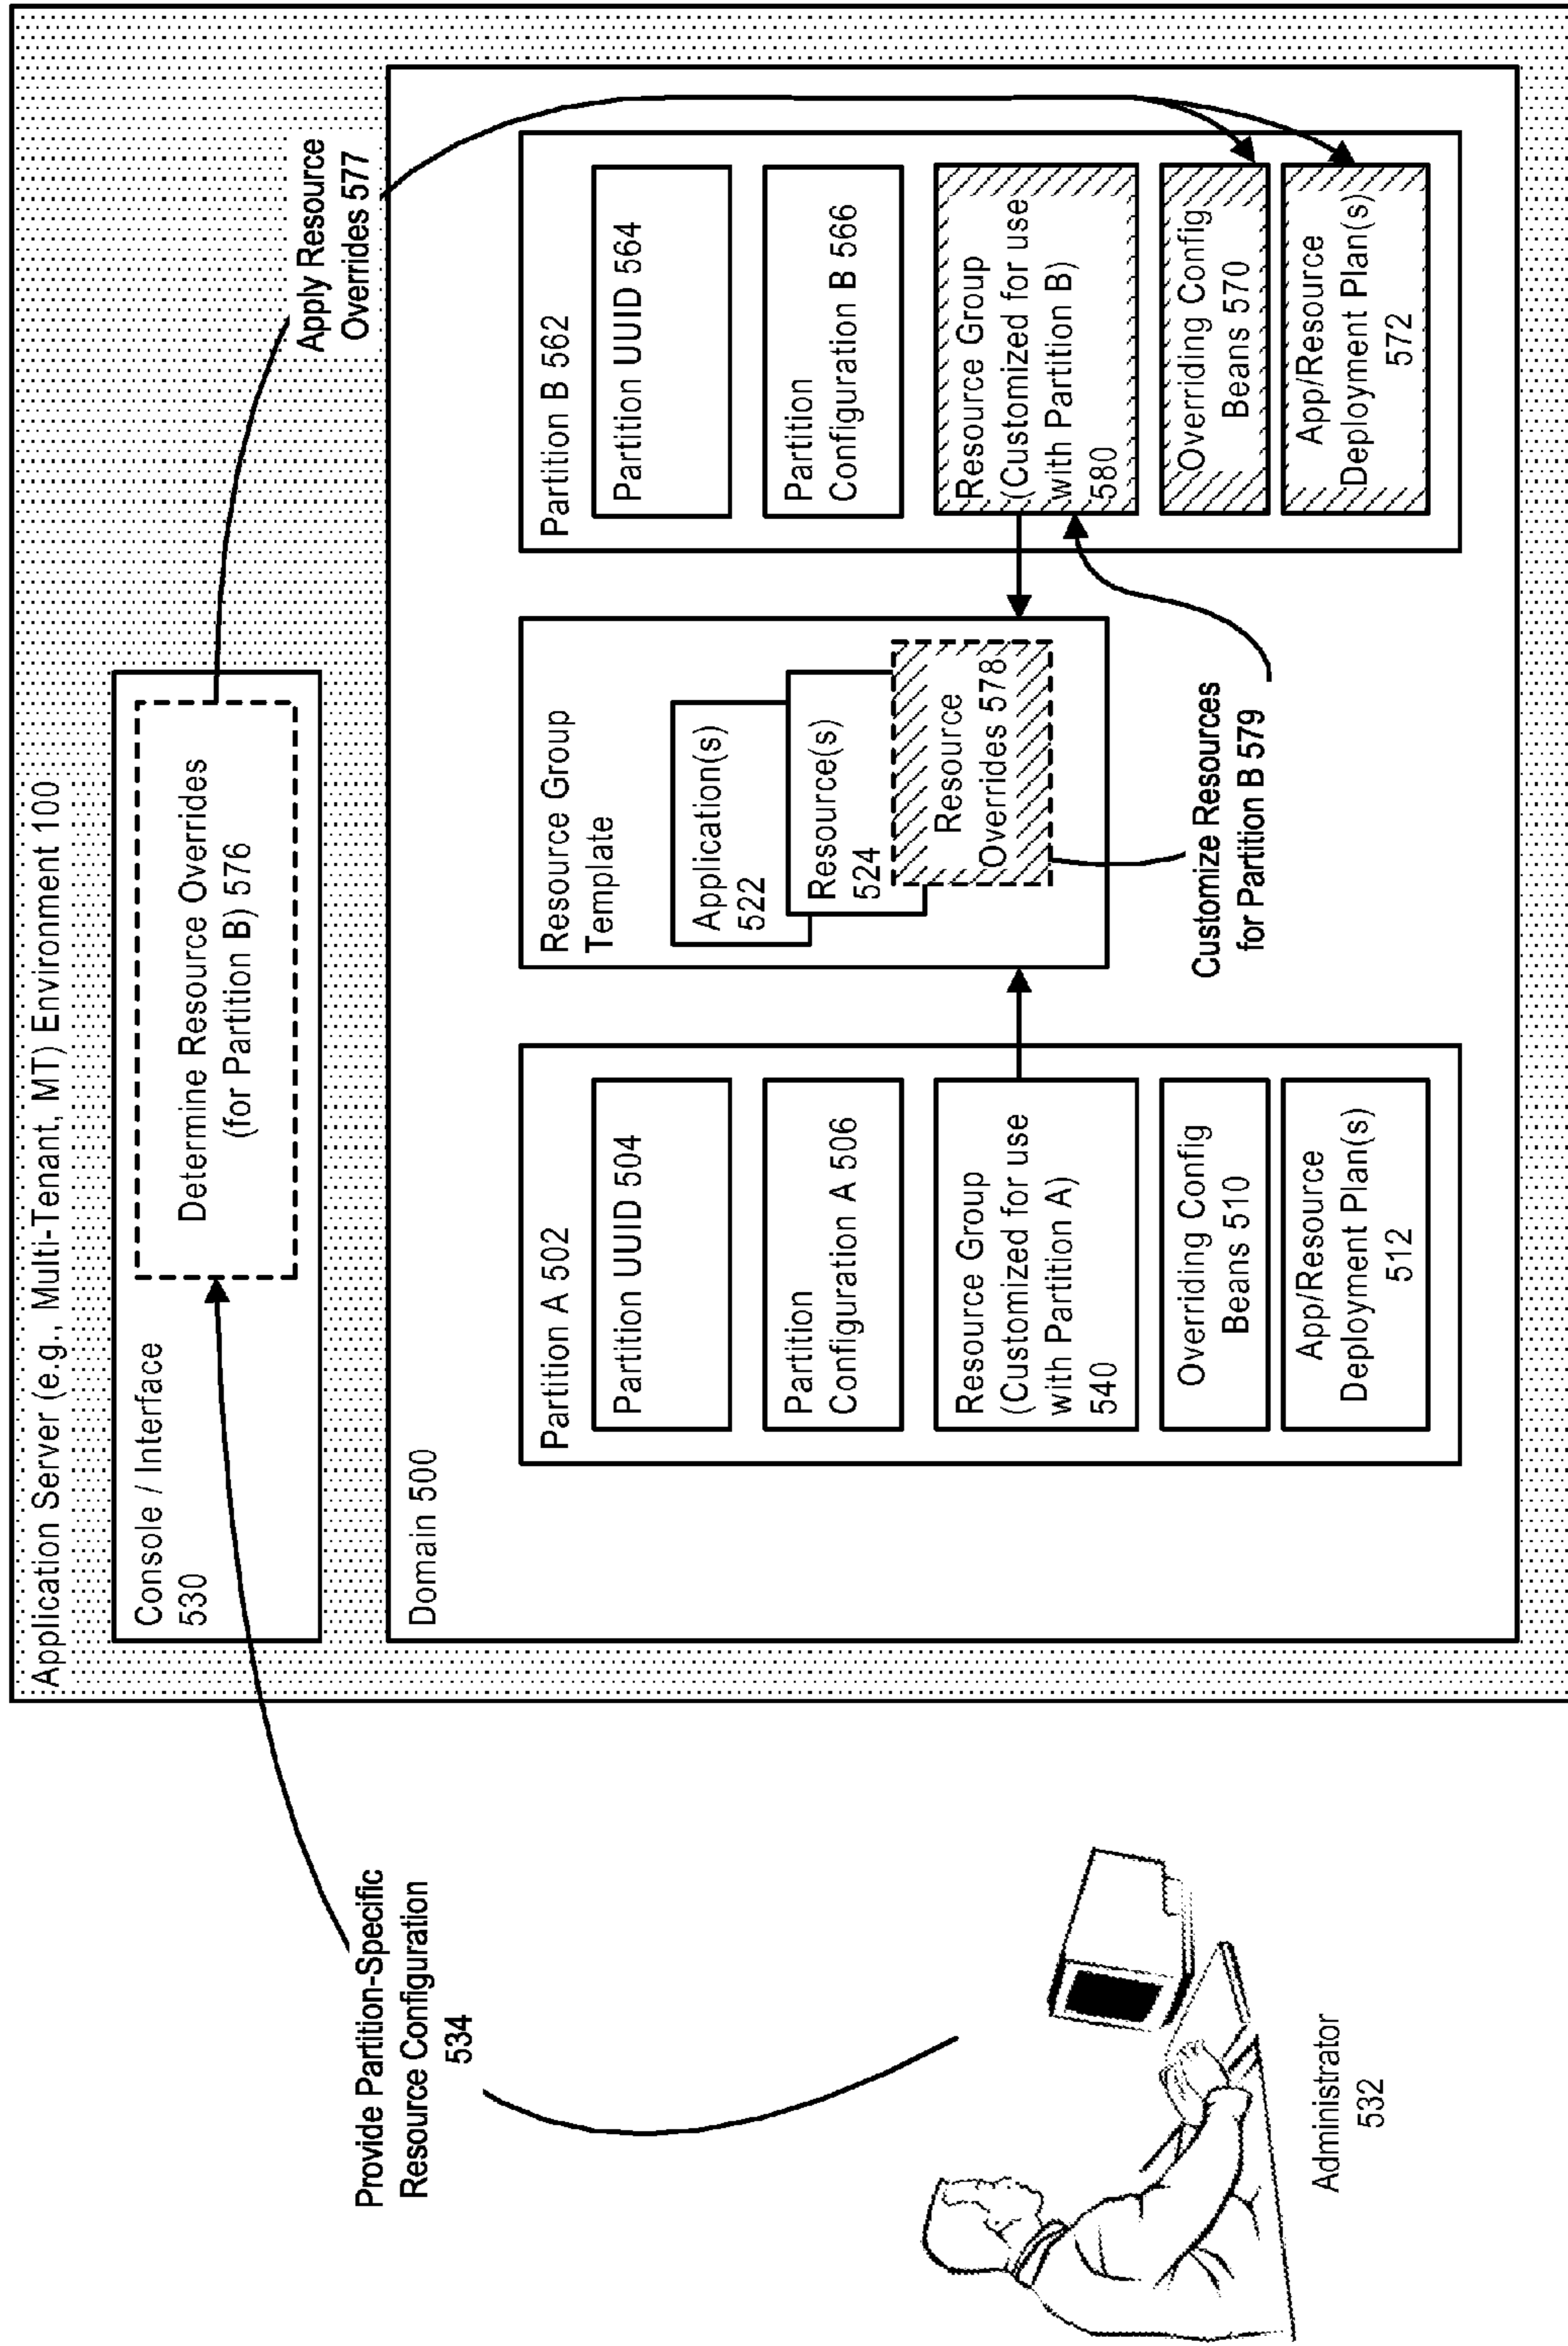 Application Server (e.g., Multi-Tenant, MT) Environment 100
Console / Interface
530
Determine Resource Overrides
(for Partition B) 576
Apply Resource
Overrides 577
Provide Partition-Specific
Resource Configuration
534
Administrator
532
Domain 500
Partition A 502
Partition UUID 504
Partition
Configuration A 506
Resource Group
(Customized for use
with Partition A)
540
Overriding Config
Beans 510
App/Resource
Deployment Plan(s)
512
Resource Group
Template
Application(s)
522
Resource(s)
524
Resource
Overrides 578
Customize Resources
for Partition B 579
Partition B 562
Partition UUID 564
Partition
Configuration B 566
Resource Group
(Customized for use
with Partition B)
580
Overriding Config
Beans 570
App/Resource
Deployment Plan(s)
572